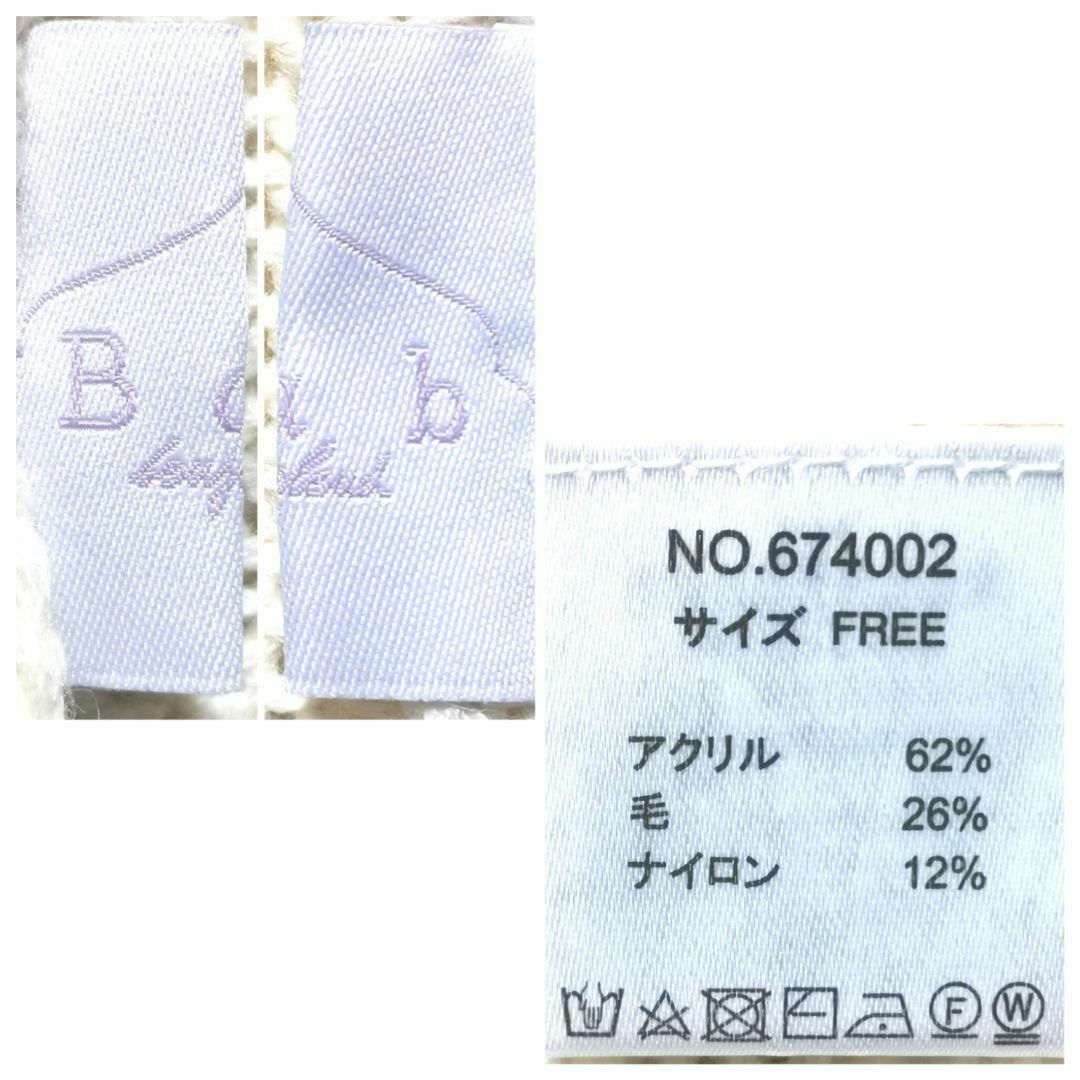 B a b
NO.674002
サイズ FREE
アクリル 62%
毛 26%
ナイロン 12%
F W